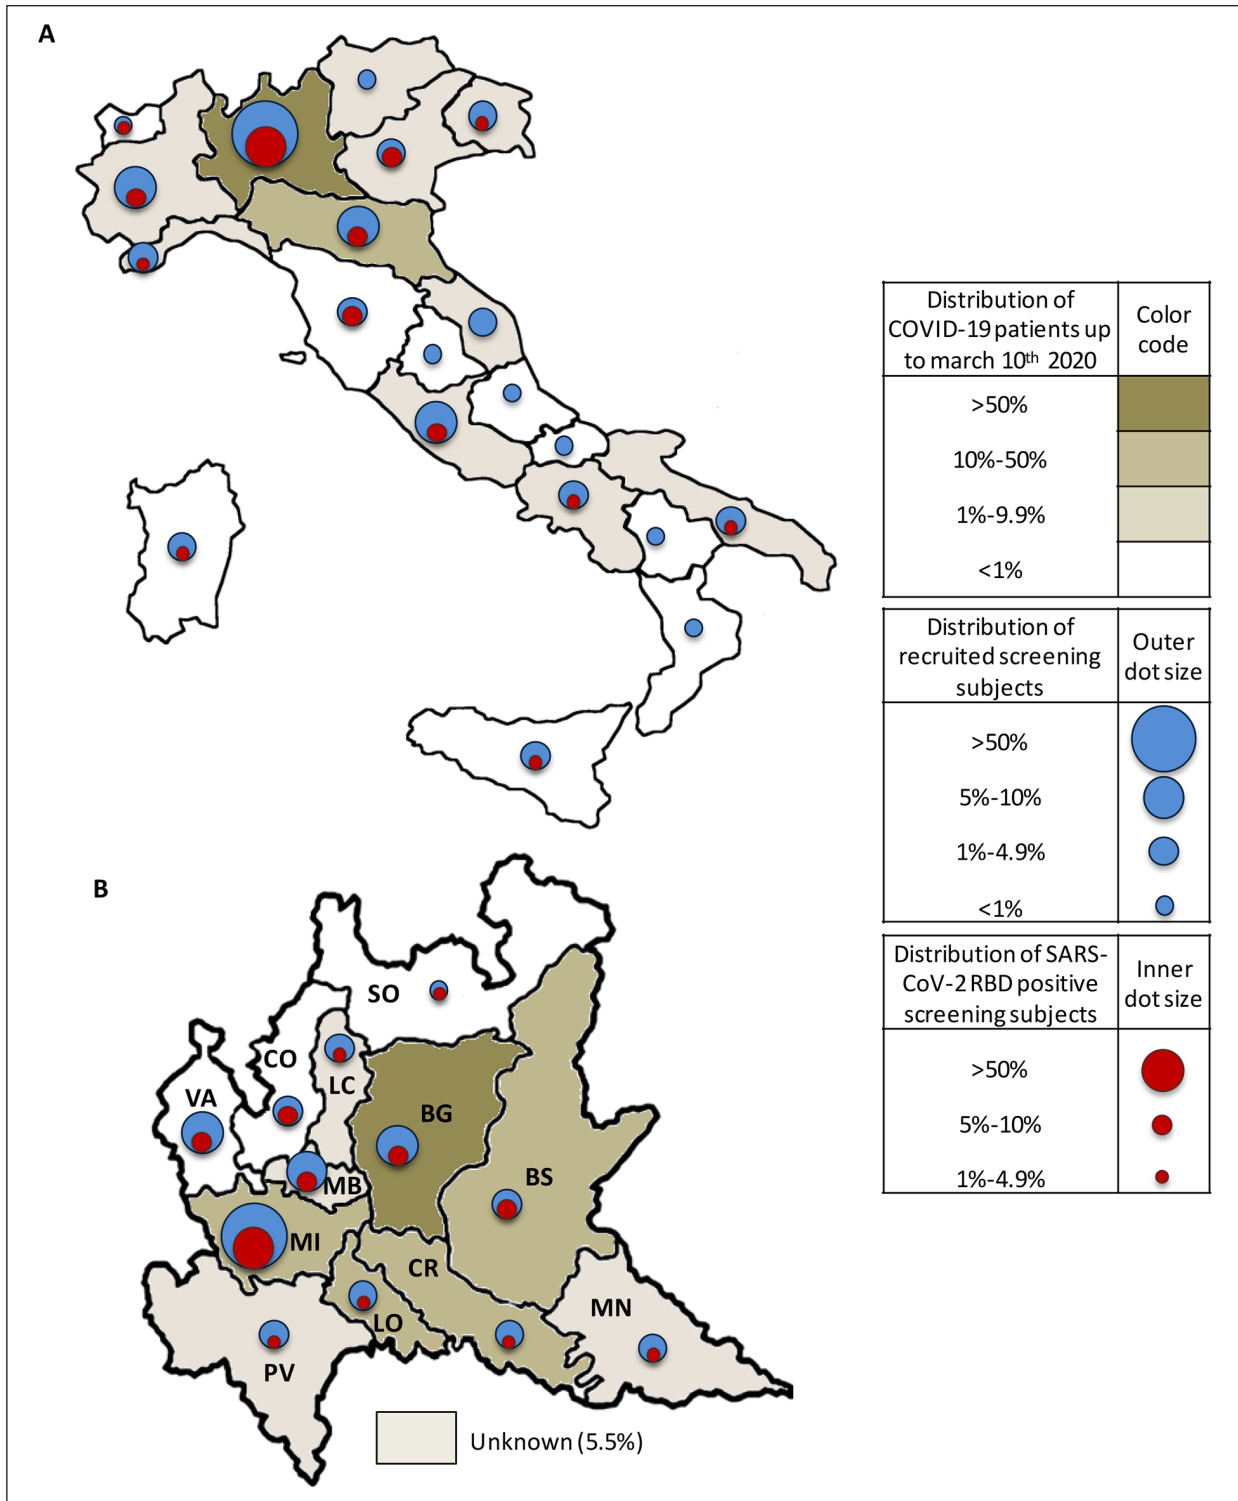 A
Distribution of
COVID-19 patients up
to march 10th 2020
Color
code
>50%
10%-50%
1%-9.9%
<1%
Distribution of
recruited screening
subjects
Outer
dot size
>50%
5%-10%
1%-4.9%
<1%
Distribution of SARS-
CoV-2 RBD positive
screening subjects
Inner
dot size
>50%
5%-10%
1%-4.9%
B
SO
CO
LC
VA
BG
BS
MB
MI
CR
LO
MN
PV
Unknown (5.5%)